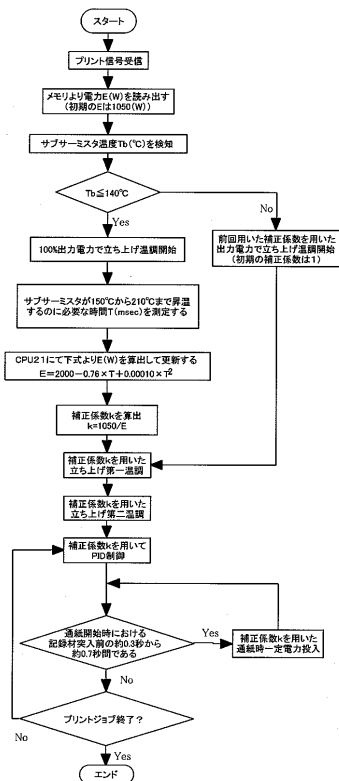 スタート
プリント信号受信
メモリより電力E(W)を読み出す
(初期のEは1050(W))
サブサーミスタ温度Tb(℃)を検知
Tb≦140℃
Yes
No
100%出力電力で立ち上げ温調開始
前回用いた補正係数を用いた
出力電力で立ち上げ温調開始
(初期の補正係数は1)
サブサーミスタが150℃から210℃まで昇温
するのに必要な時間T(msec)を測定する
CPU21にて下式よりE(W)を算出して更新する
E=2000-0.76×T+0.00010×T²
補正係数kを算出
k=1050/E
補正係数kを用いた
立ち上げ第一温調
補正係数kを用いた
立ち上げ第二温調
補正係数kを用いて
PID制御
通紙開始時における
記録材突入前の約0.3秒から
約0.7秒間である
Yes
補正係数kを用いた
通紙時一定電力投入
No
プリントジョブ終了?
No
Yes
エンド